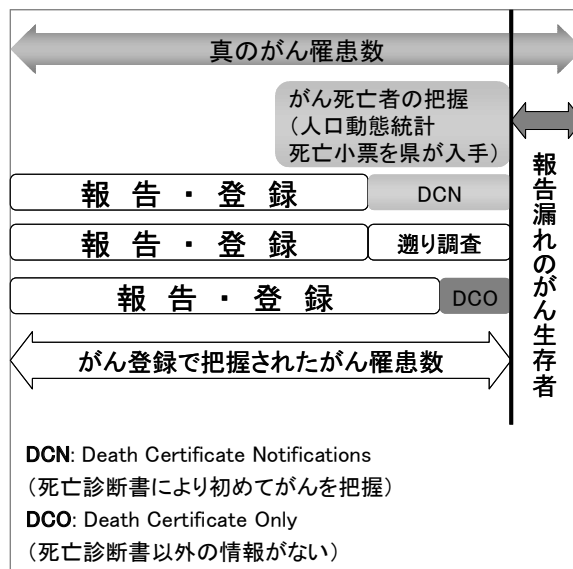 真のがん罹患数
がん死亡者の把握
（人口動態統計
死亡小票を県が入手）
報告・登録
DCN
報告・登録
遡り調査
報告・登録
DCO
がん登録で把握されたがん罹患数
報告漏れのがん生存者
DCN: Death Certificate Notifications
（死亡診断書により初めてがんを把握）
DCO: Death Certificate Only
（死亡診断書以外の情報がない）